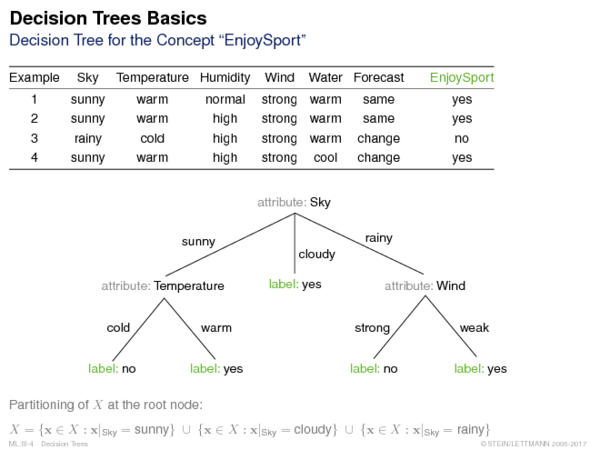 Decision Trees Basics
Decision Tree for the Concept “EnjoySport”
Example Sky Temperature Humidity Wind Water Forecast EnjoySport
1 sunny warm normal strong warm same yes
2 sunny warm high strong warm same yes
3 rainy cold high strong warm change no
4 sunny warm high strong cool change yes
attribute: Sky
sunny cloudy rainy
attribute: Temperature label: yes attribute: Wind
cold warm strong weak
label: no label: yes label: no label: yes
Partitioning of X at the root node:
X = {x ∈ X : x|Sky = sunny} ∪ {x ∈ X : x|Sky = cloudy} ∪ {x ∈ X : x|Sky = rainy}
ML:III-4 Decision Trees ©STEIN/LETTMANN 2005-2017